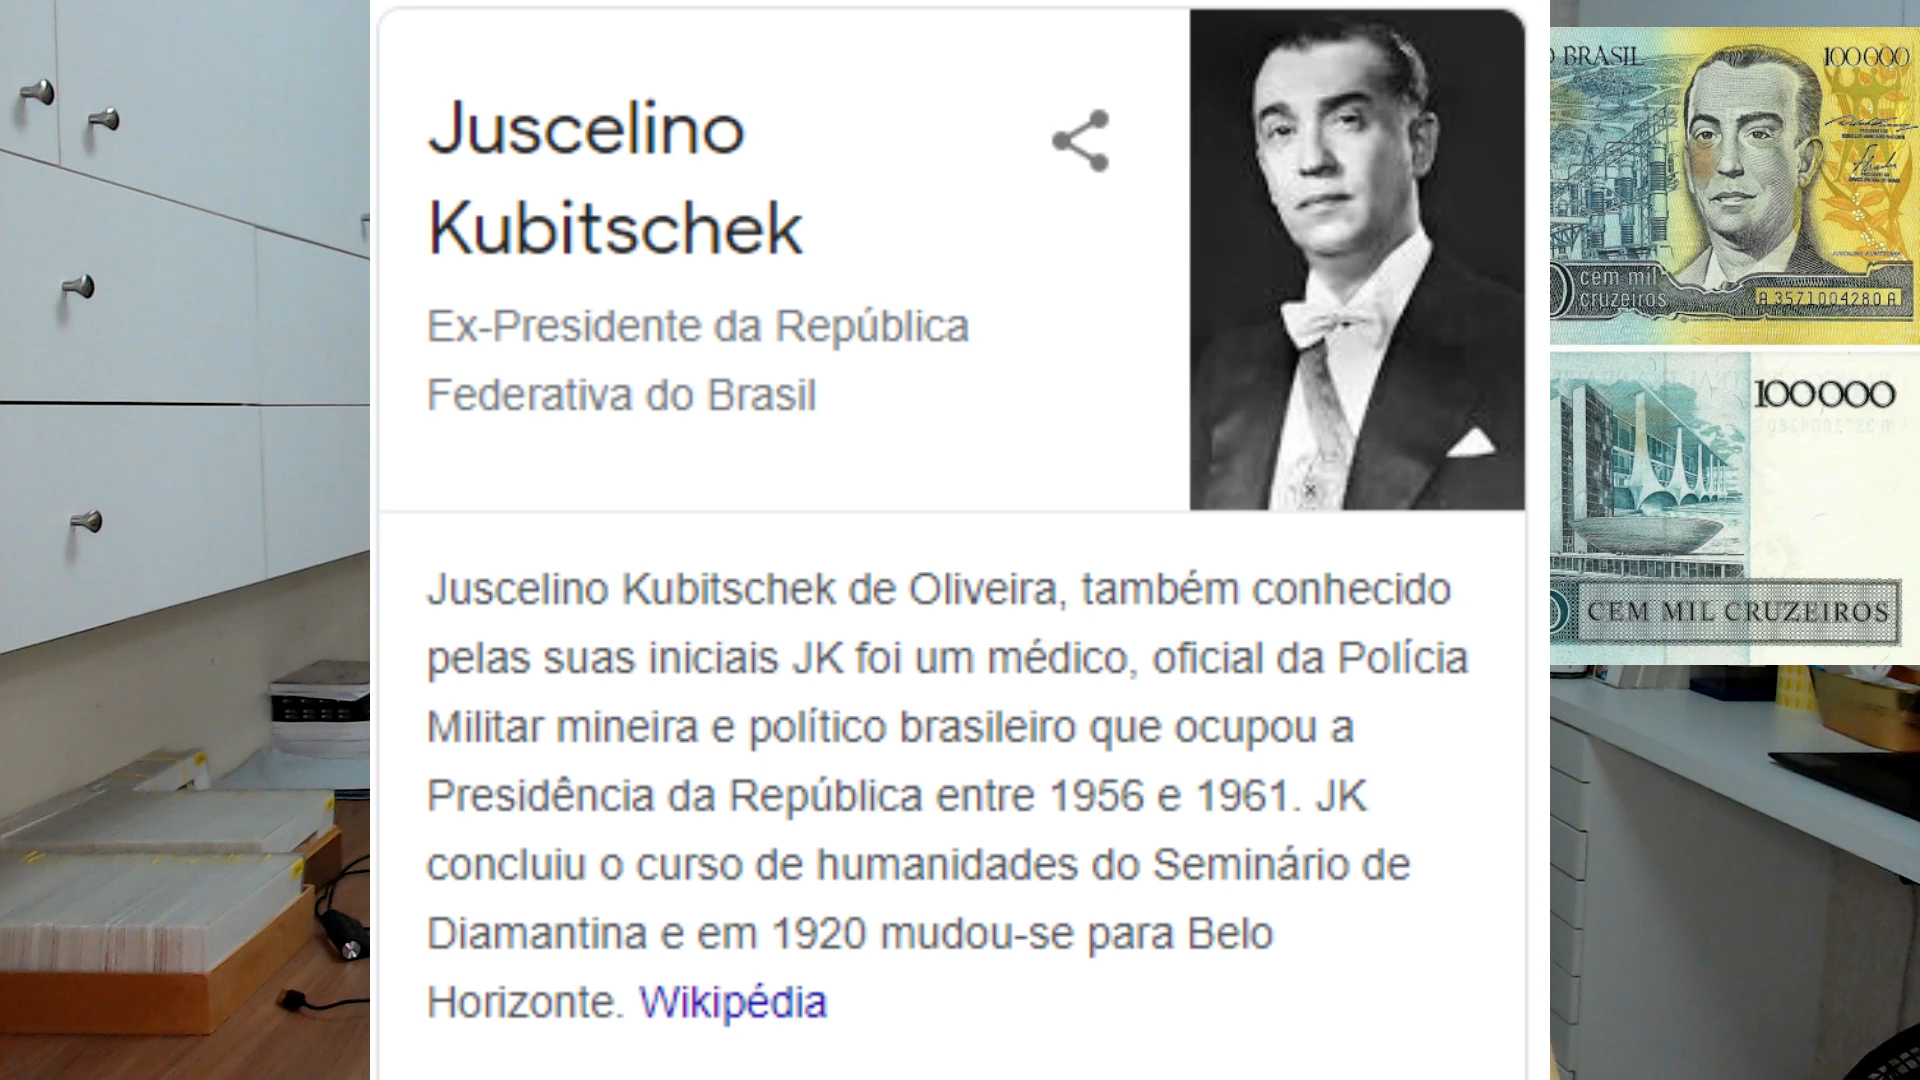 Juscelino
Kubitschek
Ex-Presidente da República
Federativa do Brasil
Juscelino Kubitschek de Oliveira, também conhecido
pelas suas iniciais JK foi um médico, oficial da Polícia
Militar mineira e político brasileiro que ocupou a
Presidência da República entre 1956 e 1961. JK
concluiu o curso de humanidades do Seminário de
Diamantina e em 1920 mudou-se para Belo
Horizonte. Wikipédia
BRASIL 100000
cem mil
cruzeiros
A 3571004280 A
100000
CEM MIL CRUZEIROS